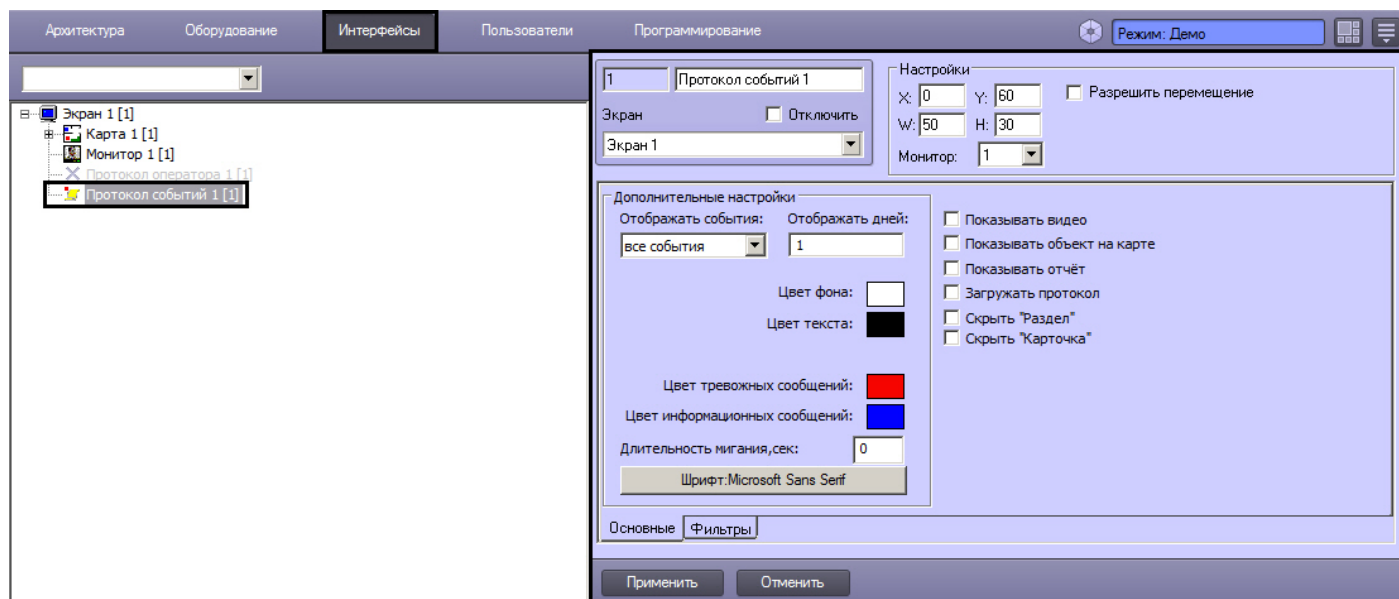 Архитектура Оборудование Интерфейсы Пользователи Программирование Режим: Демо
Экран 1 [1]
Карта 1 [1]
Монитор 1 [1]
Протокол оператора 1 [1]
Протокол событий 1 [1]
1 Протокол событий 1
Экран Отключить
Экран 1
Настройки
X: 0 Y: 60 Разрешить перемещение
W: 50 H: 30
Монитор: 1
Дополнительные настройки
Отображать события: Отображать дней:
все события 1
Цвет фона:
Цвет текста:
Цвет тревожных сообщений:
Цвет информационных сообщений:
Длительность мигания,сек: 0
Шрифт:Microsoft Sans Serif
Показывать видео
Показывать объект на карте
Показывать отчёт
Загружать протокол
Скрыть "Раздел"
Скрыть "Карточка"
Основные Фильтры
Применить Отменить